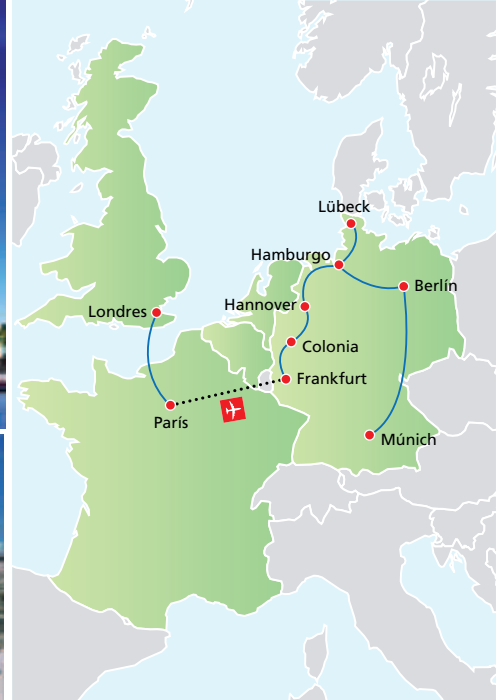 Lübeck
Hamburgo
Berlín
Hannover
Londres
Colonia
Frankfurt
París
Múnich